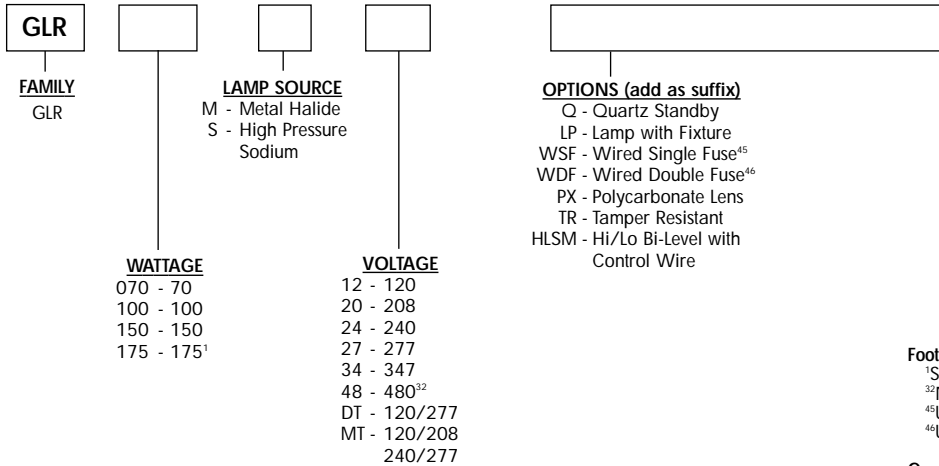 GLR
FAMILY
GLR
LAMP SOURCE
M - Metal Halide
S - High Pressure
Sodium
OPTIONS (add as suffix)
Q - Quartz Standby
LP - Lamp with Fixture
WSF - Wired Single Fuse⁴⁵
WDF - Wired Double Fuse⁴⁶
PX - Polycarbonate Lens
TR - Tamper Resistant
HLSM - Hi/Lo Bi-Level with
Control Wire
WATTAGE
070 - 70
100 - 100
150 - 150
175 - 175¹
VOLTAGE
12 - 120
20 - 208
24 - 240
27 - 277
34 - 347
48 - 480³²
DT - 120/277
MT - 120/208
240/277